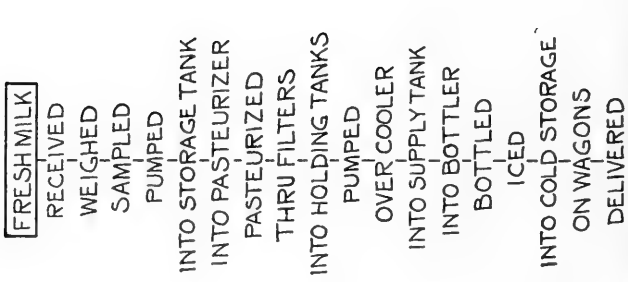 FRESH MILK
RECEIVED
WEIGHED
SAMPLED
PUMPED
INTO STORAGE TANK
INTO PASTEURIZER
PASTEURIZED
THRU FILTERS
INTO HOLDING TANKS
PUMPED
OVER COOLER
INTO SUPPLY TANK
INTO BOTTLER
BOTTLED
ICED
INTO COLD STORAGE
ON WAGONS
DELIVERED